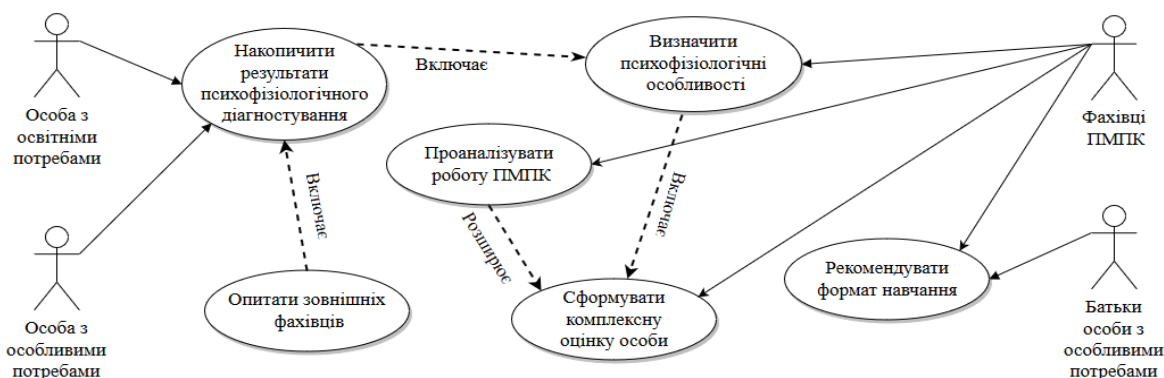 Особа з
освітніми
потребами
Накопичити
результати
психофізіологічного
діагностування
Включає
Визначити
психофізіологічні
особливості
Фахівці
ПМПК
Проаналізувати
роботу ПМПК
Включає
Включає
Розширює
Особа з
особливими
потребами
Опитати зовнішніх
фахівців
Сформувати
комплексну
оцінку особи
Рекомендувати
формат навчання
Батьки
особи з
особливими
потребами